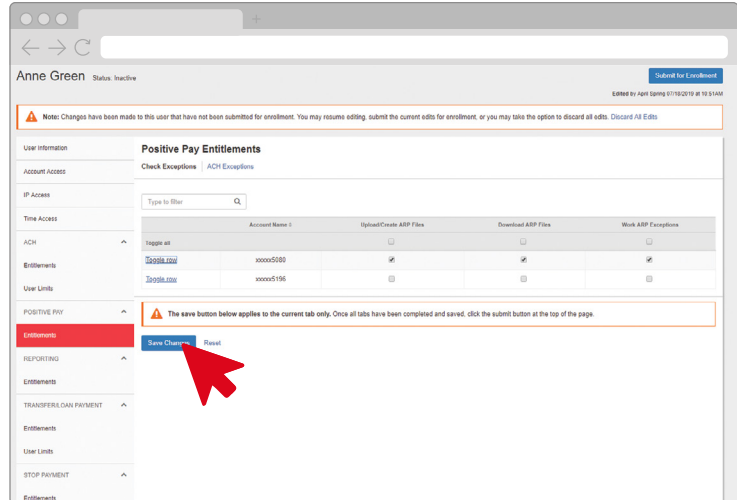 Anne Green Status: Inactive
Submit for Enrollment
Edited by April Spring 07/18/2019 at 10:51AM
Note: Changes have been made to this user that have not been submitted for enrollment. You may resume editing, submit the current edits for enrollment, or you may take the option to discard all edits. Discard All Edits
User Information
Account Access
IP Access
Time Access
ACH
Entitlements
User Limits
POSITIVE PAY
Entitlements
REPORTING
Entitlements
TRANSFER/LOAN PAYMENT
Entitlements
User Limits
STOP PAYMENT
Entitlements
Positive Pay Entitlements
Check Exceptions ACH Exceptions
Type to filter
Account Name Upload/Create ARP Files Download ARP Files Work ARP Exceptions
Toggle all
Toggle row xxxxx5080
Toggle row xxxxx5196
The save button below applies to the current tab only. Once all tabs have been completed and saved, click the submit button at the top of the page.
Save Changes Reset